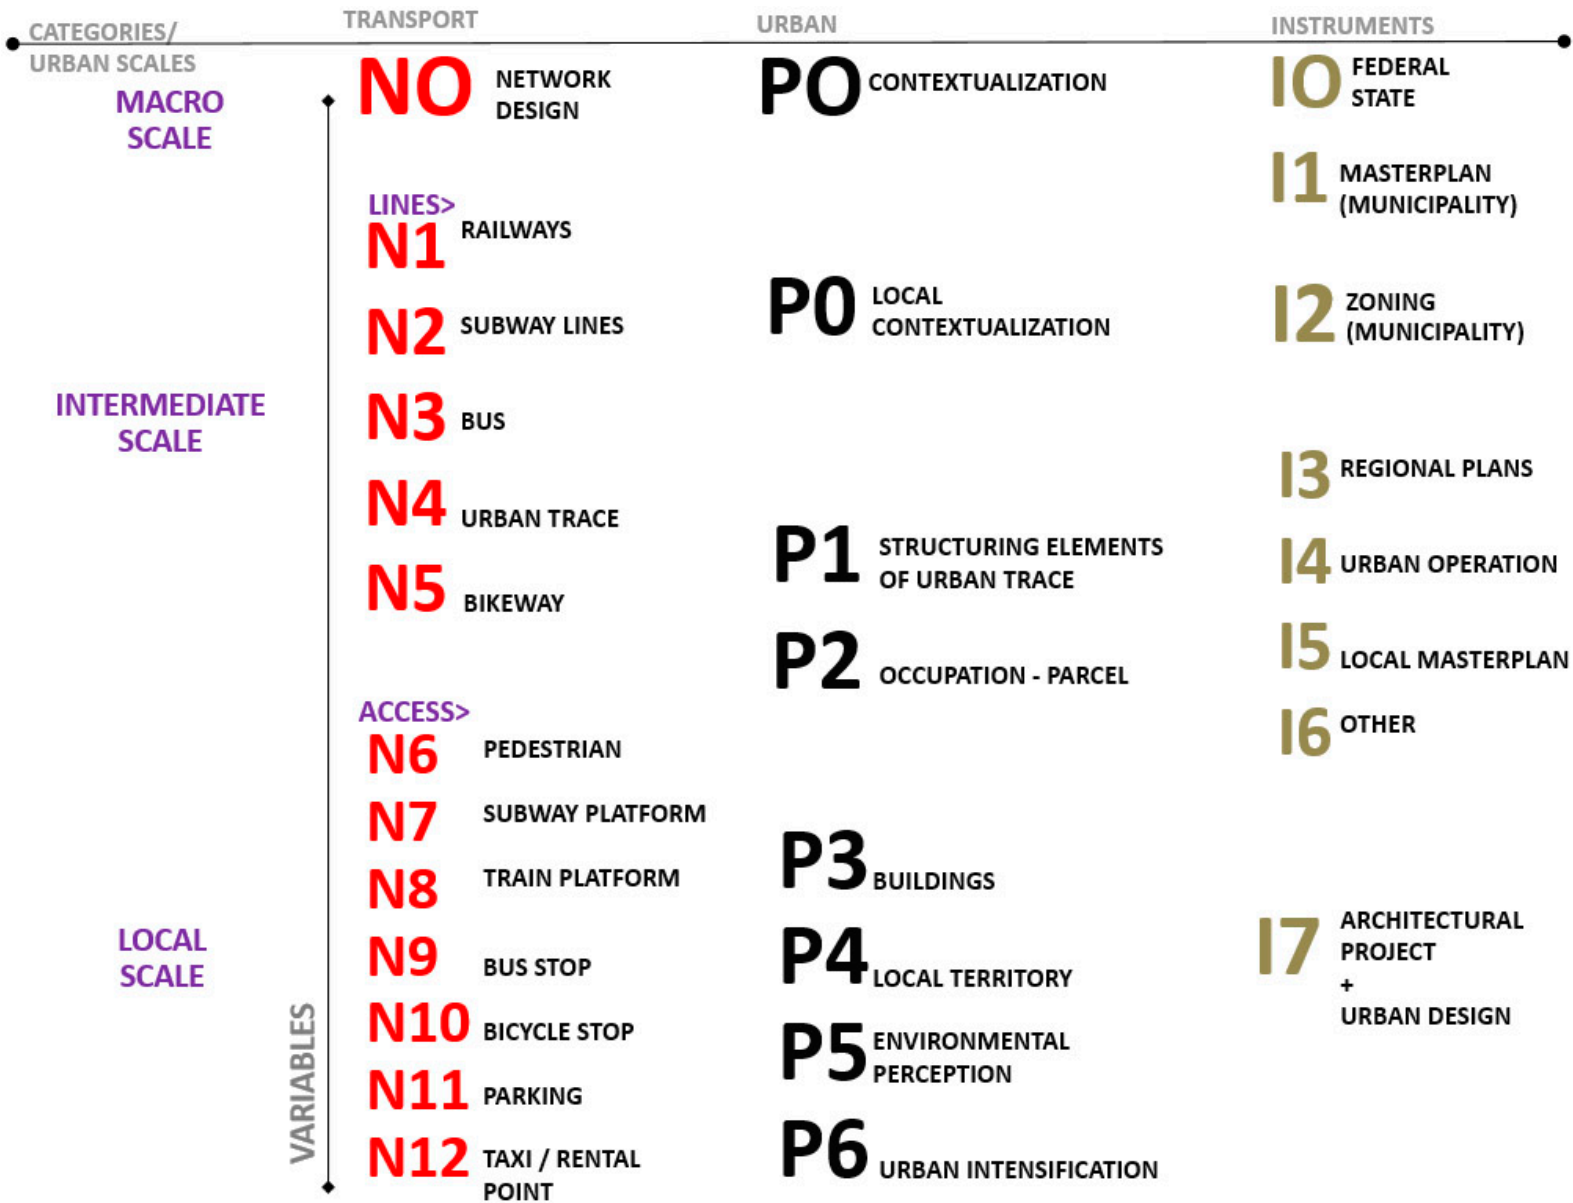 CATEGORIES/
URBAN SCALES
TRANSPORT
URBAN
INSTRUMENTS
MACRO
SCALE
NO NETWORK
DESIGN
PO CONTEXTUALIZATION
IO FEDERAL
STATE
I1 MASTERPLAN
(MUNICIPALITY)
LINES>
N1 RAILWAYS
N2 SUBWAY LINES
P0 LOCAL
CONTEXTUALIZATION
I2 ZONING
(MUNICIPALITY)
INTERMEDIATE
SCALE
N3 BUS
N4 URBAN TRACE
N5 BIKEWAY
P1 STRUCTURING ELEMENTS
OF URBAN TRACE
P2 OCCUPATION - PARCEL
I3 REGIONAL PLANS
I4 URBAN OPERATION
I5 LOCAL MASTERPLAN
I6 OTHER
ACCESS>
N6 PEDESTRIAN
N7 SUBWAY PLATFORM
N8 TRAIN PLATFORM
LOCAL
SCALE
N9 BUS STOP
N10 BICYCLE STOP
N11 PARKING
N12 TAXI / RENTAL
POINT
P3 BUILDINGS
P4 LOCAL TERRITORY
P5 ENVIRONMENTAL
PERCEPTION
P6 URBAN INTENSIFICATION
I7 ARCHITECTURAL
PROJECT
+
URBAN DESIGN
VARIABLES